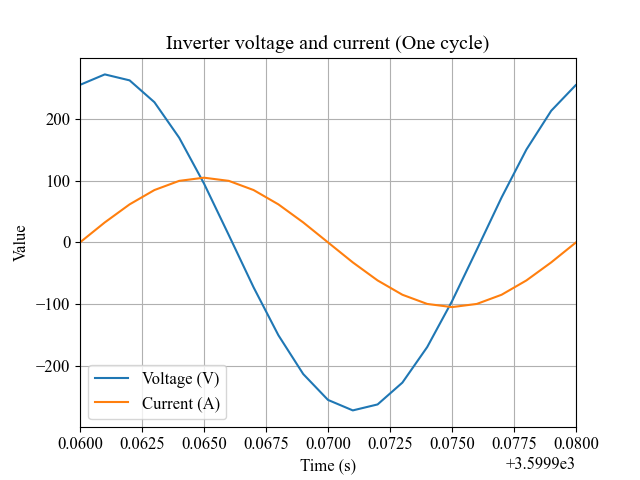 Inverter voltage and current (One cycle)
Value
200
100
0
−100
−200
Voltage (V)
Current (A)
0.0600 0.0625 0.0650 0.0675 0.0700 0.0725 0.0750 0.0775 0.0800
Time (s)
+3.5999e3